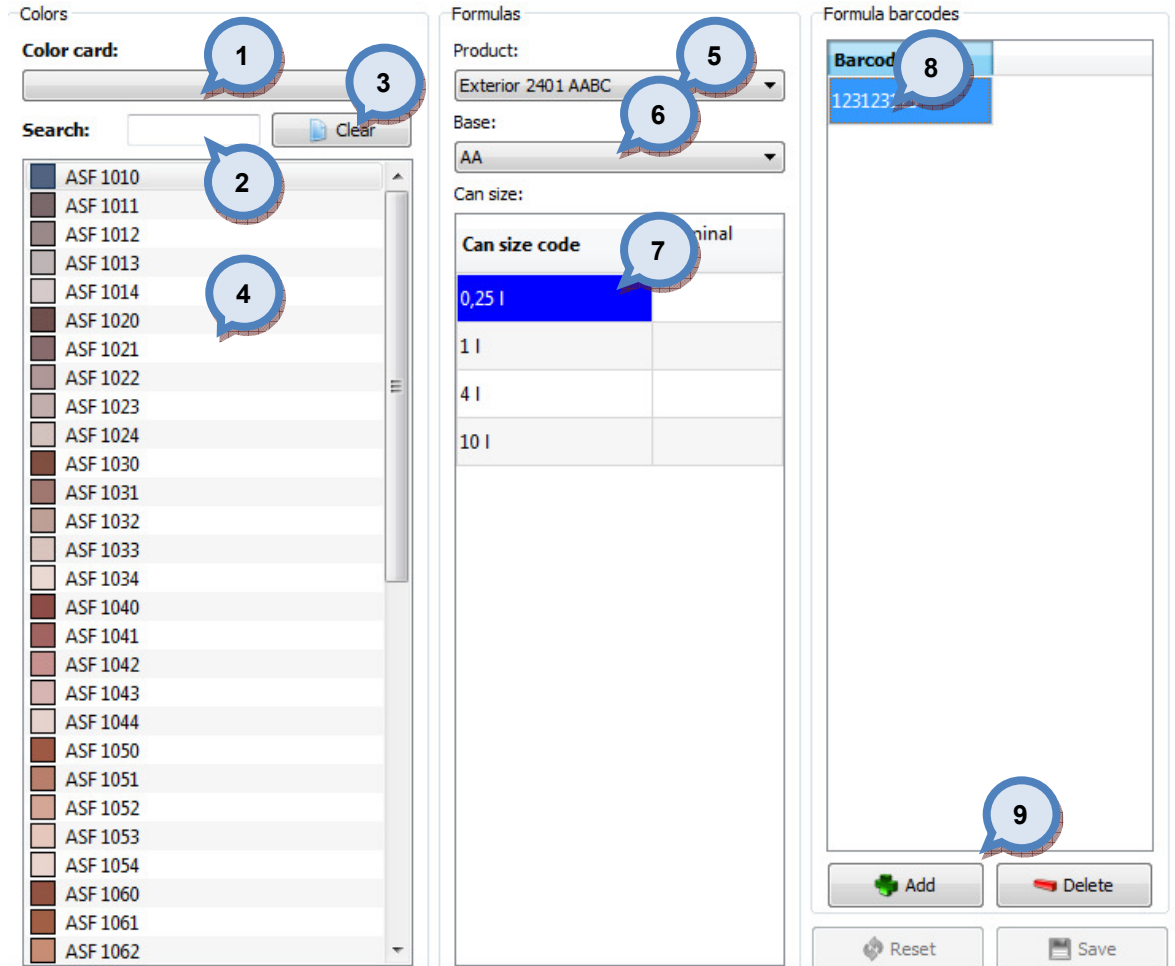 Colors
Color card:
1
3
Search:
Clear
2
ASF 1010
ASF 1011
ASF 1012
ASF 1013
ASF 1014
ASF 1020
ASF 1021
ASF 1022
ASF 1023
ASF 1024
ASF 1030
ASF 1031
ASF 1032
ASF 1033
ASF 1034
ASF 1040
ASF 1041
ASF 1042
ASF 1043
ASF 1044
ASF 1050
ASF 1051
ASF 1052
ASF 1053
ASF 1054
ASF 1060
ASF 1061
ASF 1062
4
Formulas
Product:
5
Exterior 2401 AABC
6
Base:
AA
Can size:
Can size code
7
0,25 l
1 l
4 l
10 l
Formula barcodes
8
9
Add
Delete
Reset
Save